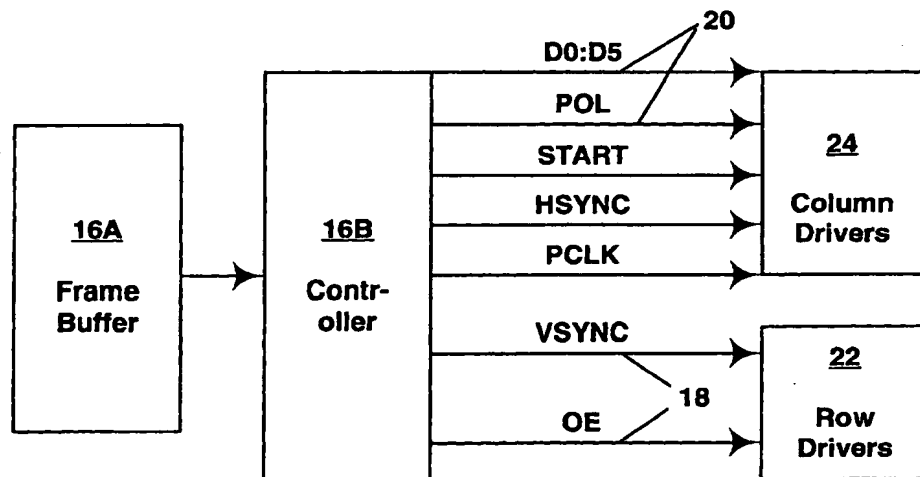 20
D0:D5
POL
START
HSYNC
PCLK
VSYNC
18
OE
16A
Frame
Buffer
16B
Contr-
oller
24
Column
Drivers
22
Row
Drivers